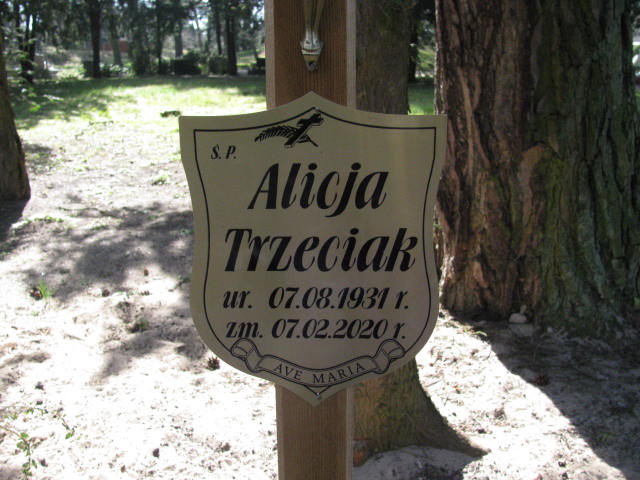 Ś. P.
Alicja
Trzeciak
ur. 07.08.1931 r.
zm. 07.02.2020 r.
AVE MARIA